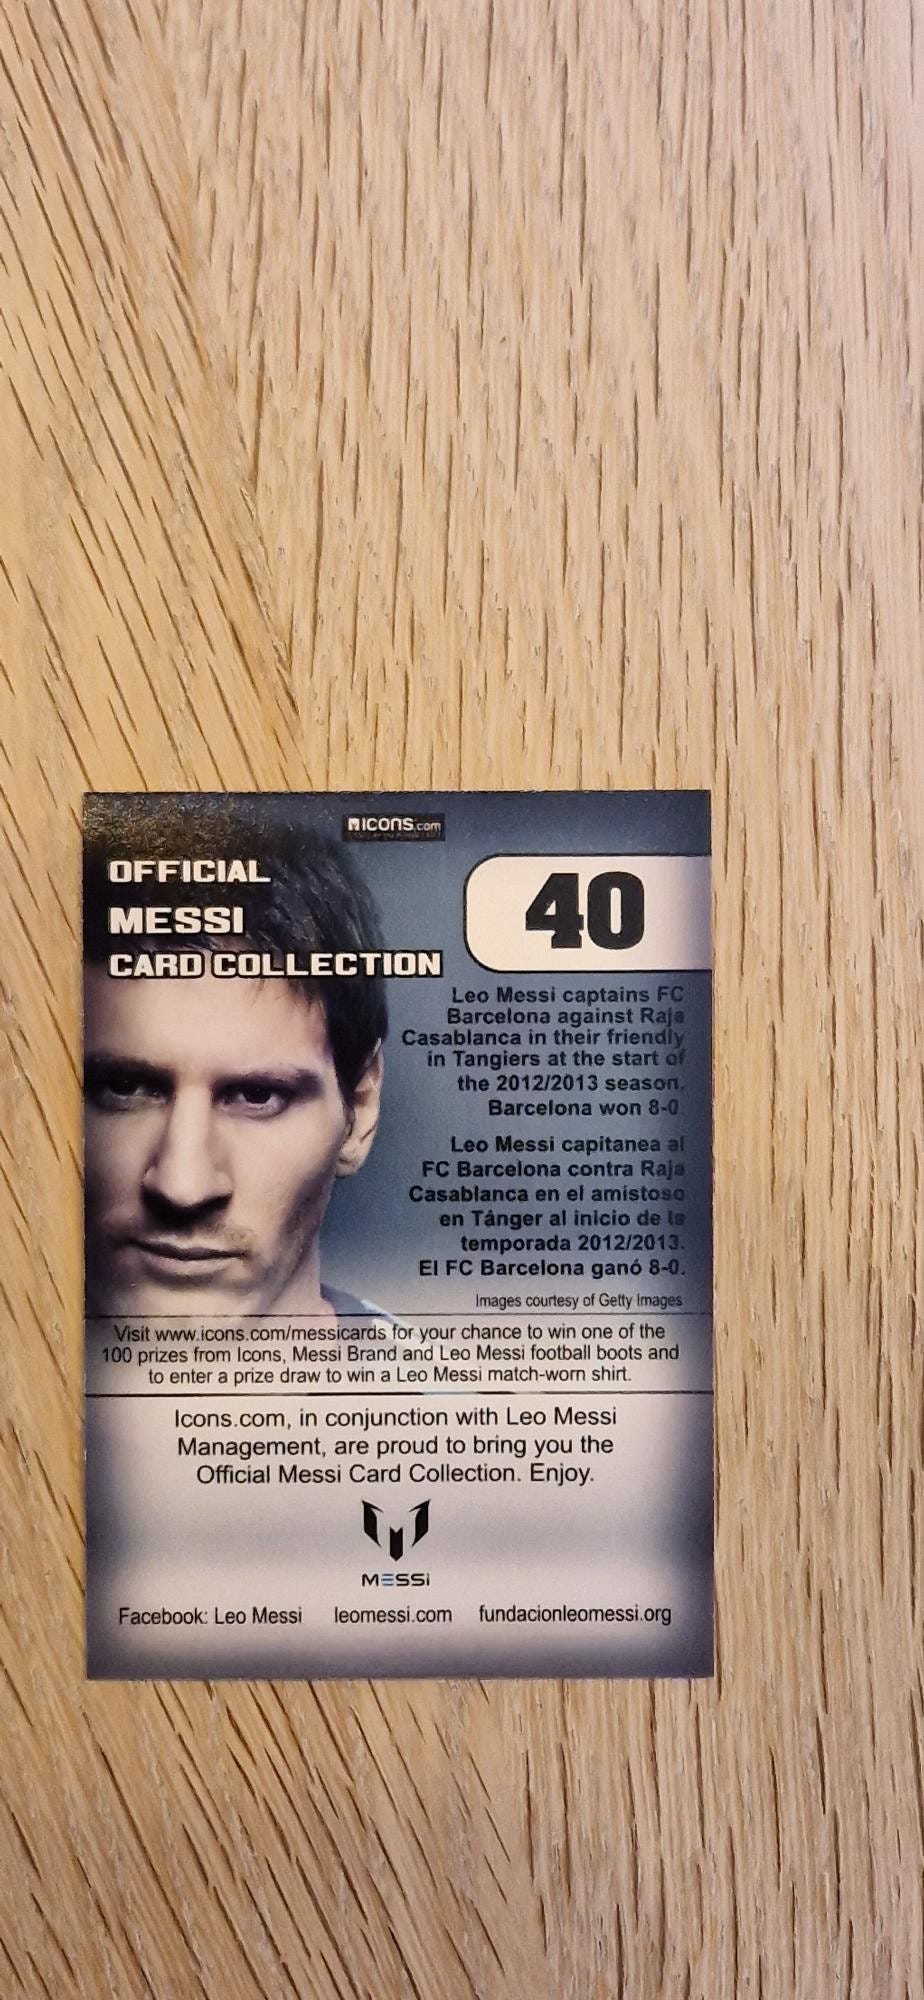 ICONS.com
OFFICIAL
MESSI
CARD COLLECTION
40
Leo Messi captains FC
Barcelona against Raja
Casablanca in their friendly
in Tangiers at the start of
the 2012/2013 season.
Barcelona won 8-0.
Leo Messi capitanea al
FC Barcelona contra Raja
Casablanca en el amistoso
en Tánger al inicio de la
temporada 2012/2013.
El FC Barcelona ganó 8-0.
Images courtesy of Getty Images
Visit www.icons.com/messicards for your chance to win one of the
100 prizes from Icons, Messi Brand and Leo Messi football boots and
to enter a prize draw to win a Leo Messi match-worn shirt.
Icons.com, in conjunction with Leo Messi
Management, are proud to bring you the
Official Messi Card Collection. Enjoy.
MESSI
Facebook: Leo Messi leomessi.com fundacionleomessi.org